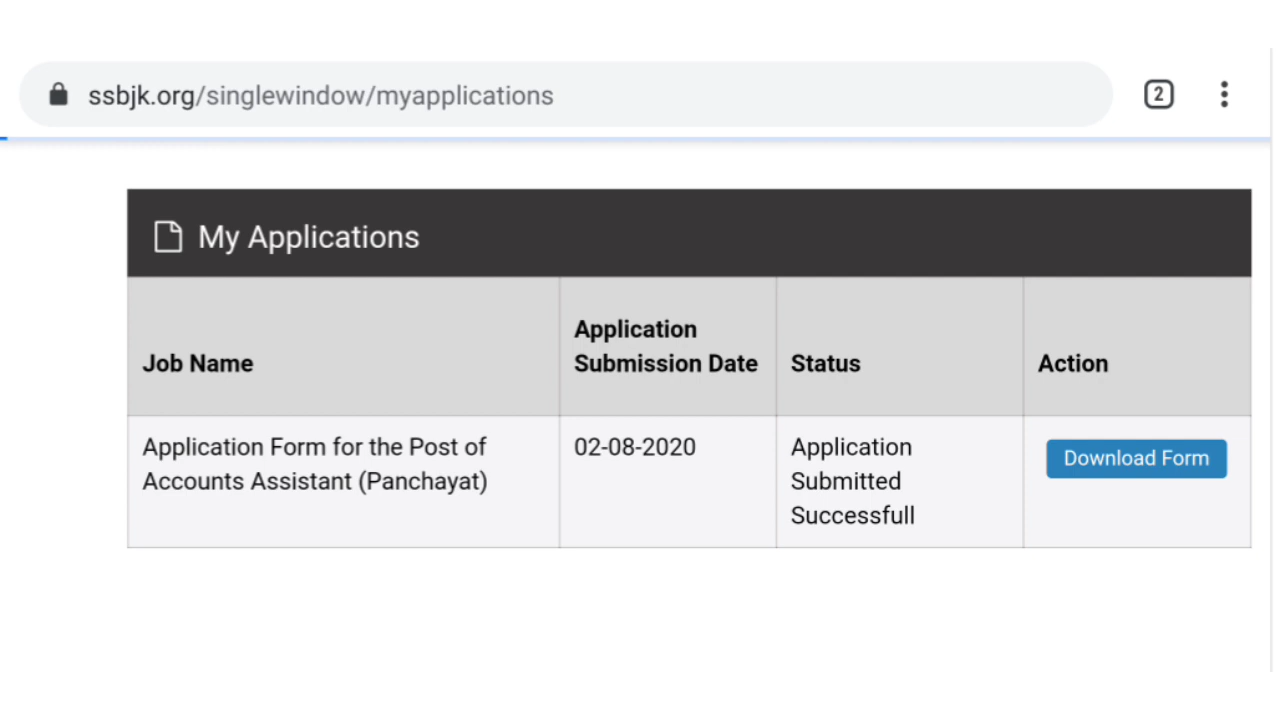 ssbjk.org/singlewindow/myapplications
2
My Applications
Job Name
Application
Submission Date
Status
Action
Application Form for the Post of
Accounts Assistant (Panchayat)
02-08-2020
Application
Submitted
Successfull
Download Form